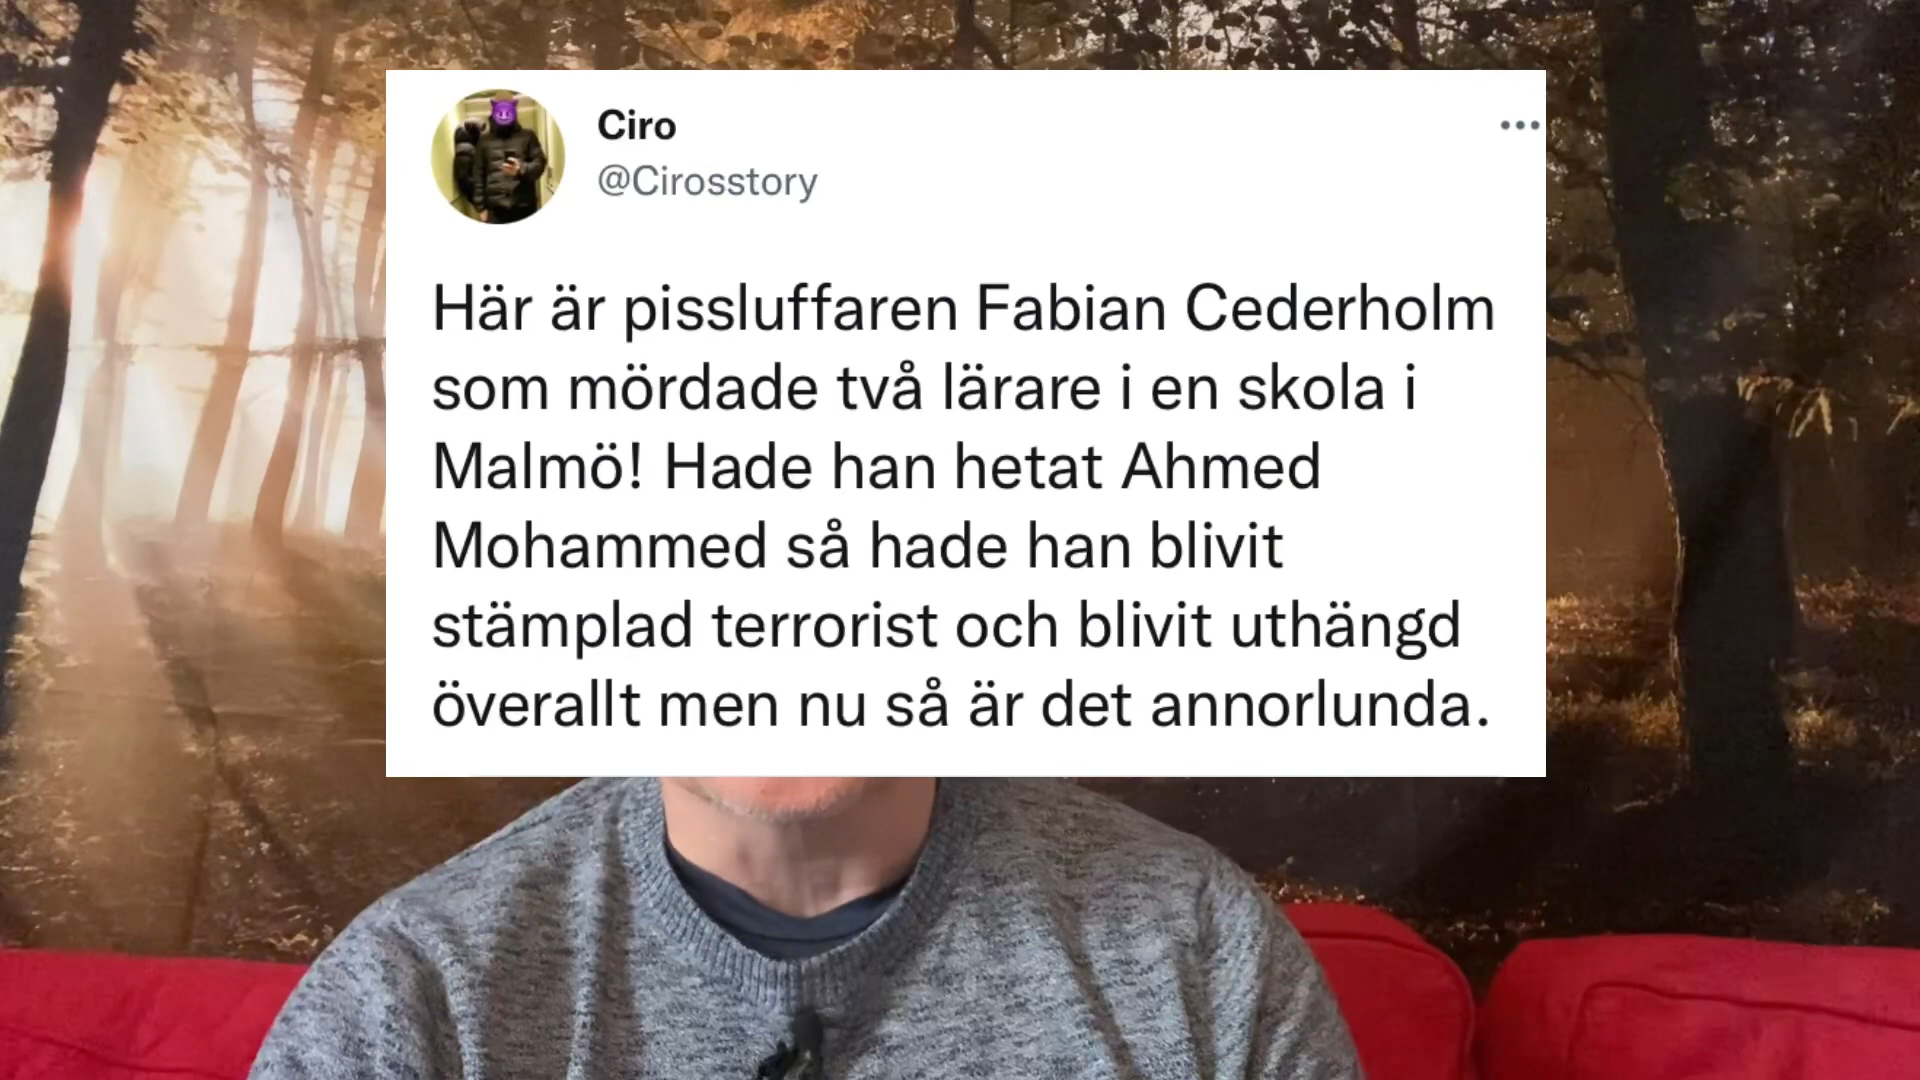 Ciro
@Cirosstory
Här är pissluffaren Fabian Cederholm
som mördade två lärare i en skola i
Malmö! Hade han hetat Ahmed
Mohammed så hade han blivit
stämplad terrorist och blivit uthängd
överallt men nu så är det annorlunda.